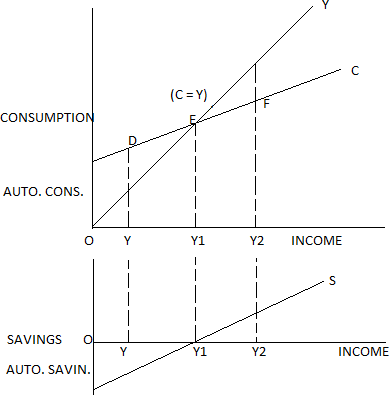 Y
C
(C = Y)
CONSUMPTION
E
F
D
AUTO. CONS.
O Y Y1 Y2 INCOME
S
SAVINGS O
Y Y1 Y2 INCOME
AUTO. SAVIN.